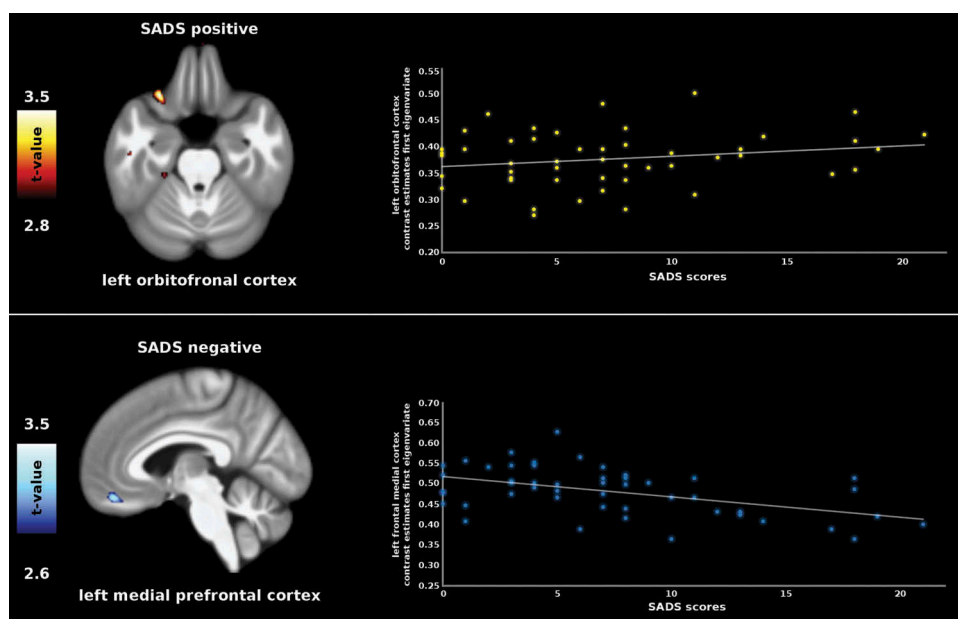 SADS positive
3.5
t-value
2.8
left orbitofronal cortex
left orbitofrontal cortex
contrast estimates first eigenvariate
0.55
0.50
0.45
0.40
0.35
0.30
0.25
0.20
0
5
10
15
20
SADS scores
SADS negative
3.5
t-value
2.6
left medial prefrontal cortex
left frontal medial cortex
contrast estimates first eigenvariate
0.70
0.65
0.60
0.55
0.50
0.45
0.40
0.35
0.30
0.25
0
5
10
15
20
SADS scores